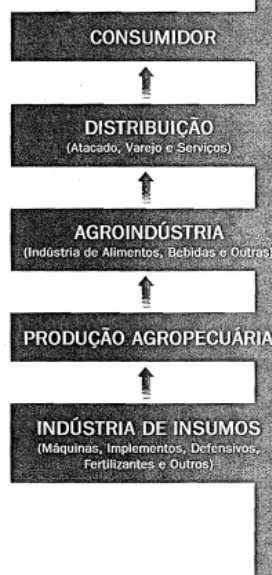 CONSUMIDOR
DISTRIBUIÇÃO
(Atacado, Varejo e Serviços)
AGROINDÚSTRIA
(Indústria de Alimentos, Bebidas e Outras)
PRODUÇÃO AGROPECUÁRIA
INDÚSTRIA DE INSUMOS
(Máquinas, Implementos, Defensivos,
Fertilizantes e Outros)